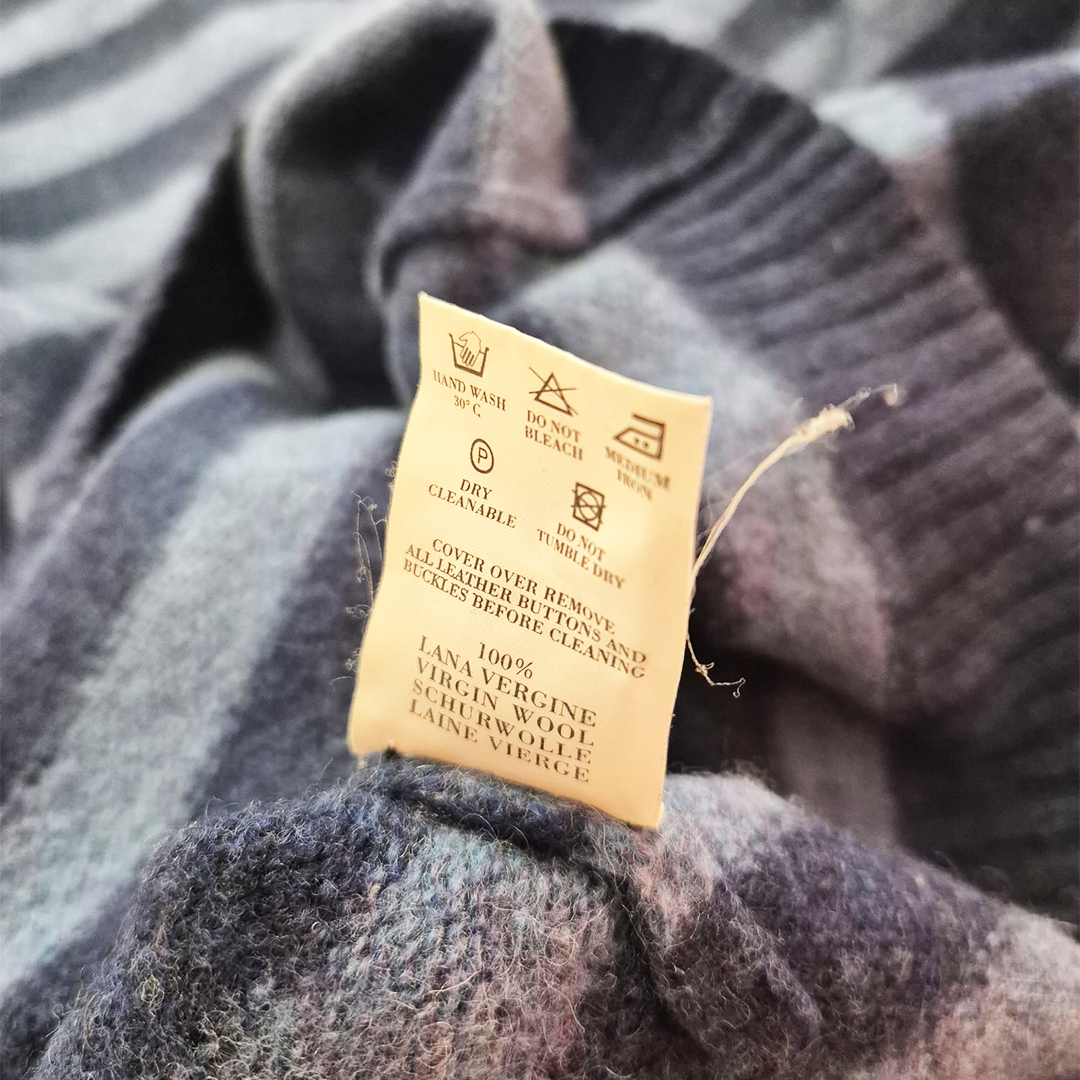 HAND WASH
30° C
DO NOT
BLEACH
MEDIUM
IRON
P
DRY
CLEANABLE
DO NOT
TUMBLE DRY
COVER OVER REMOVE
ALL LEATHER BUTTONS AND
BUCKLES BEFORE CLEANING
100%
LANA VERGINE
VIRGIN WOOL
SCHURWOLLE
LAINE VIERGE